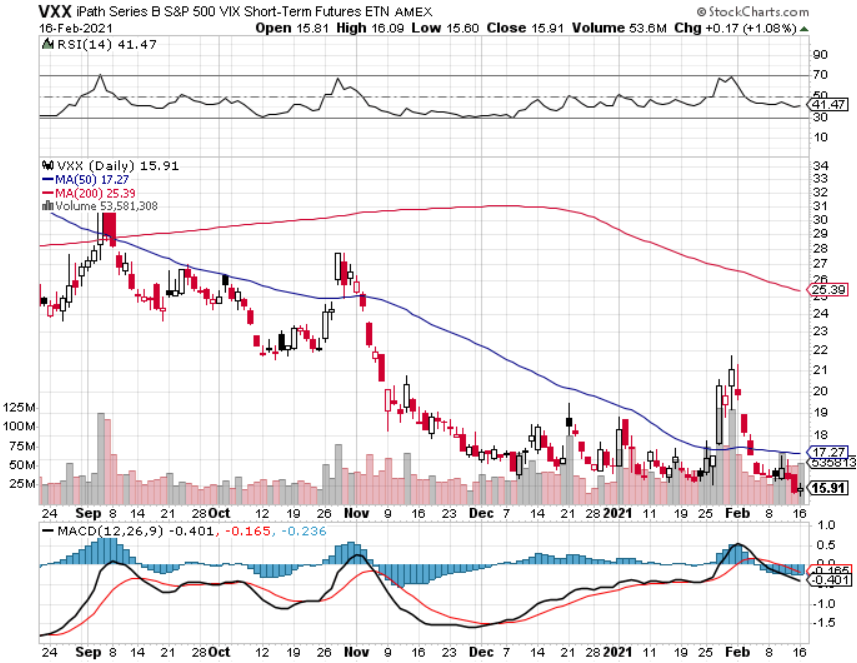 VXX iPath Series B S&P 500 VIX Short-Term Futures ETN AMEX © StockCharts.com
16-Feb-2021 Open 15.81 High 16.09 Low 15.60 Close 15.91 Volume 53.6M Chg +0.17 (+1.08%)
RSI(14) 41.47
90
70
50
41.47
30
10
VXX (Daily) 15.91
MA(50) 17.27
MA(200) 25.39
Volume 53,581,308
34
33
32
31
30
29
28
27
26
25.39
25
24
23
22
21
20
19
18
17.27
535813
15.91
125M
100M
75M
50M
25M
24 Sep 8 14 21 28 Oct 12 19 26 Nov 9 16 23 Dec 7 14 21 28 2021 11 19 25 Feb 8 16
MACD(12,26,9) -0.401, -0.165, -0.236
1.0
0.5
0.0
-0.165
-0.401
-1.0
-1.5
24 Sep 8 14 21 28 Oct 12 19 26 Nov 9 16 23 Dec 7 14 21 28 2021 11 19 25 Feb 8 16